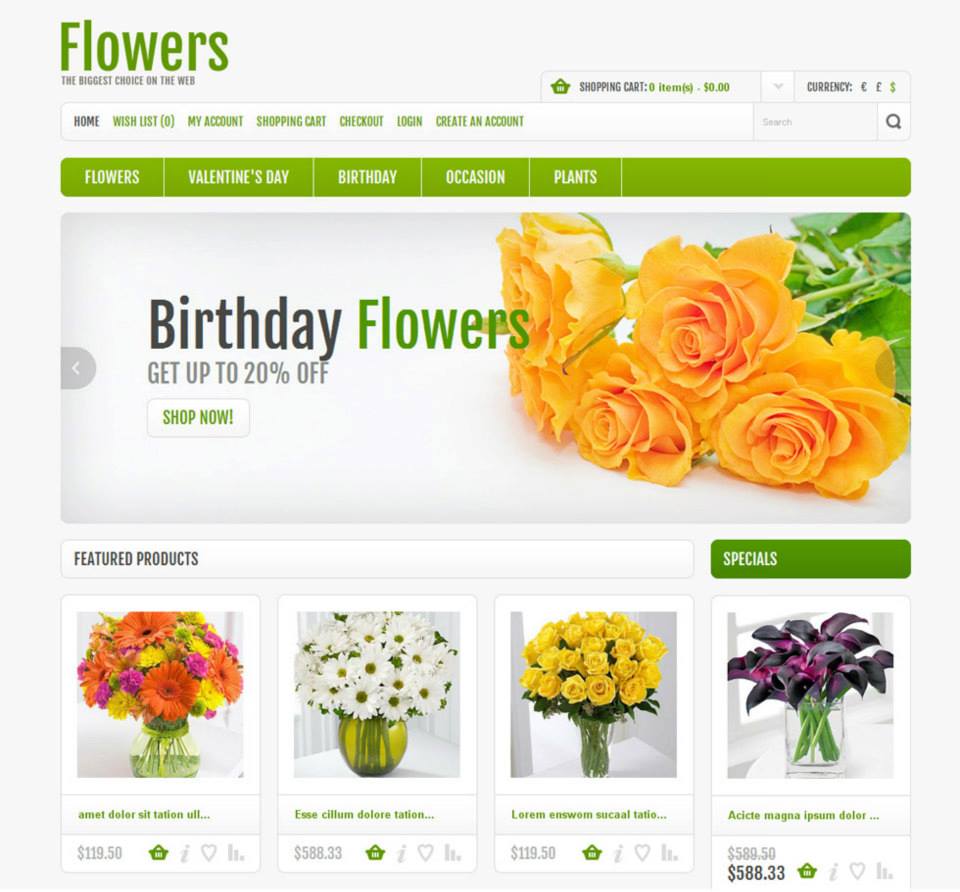 Flowers
THE BIGGEST CHOICE ON THE WEB
SHOPPING CART: 0 item(s) - $0.00
CURRENCY: € £ $
HOME WISH LIST (0) MY ACCOUNT SHOPPING CART CHECKOUT LOGIN CREATE AN ACCOUNT
Search
FLOWERS VALENTINE'S DAY BIRTHDAY OCCASION PLANTS
Birthday Flowers
GET UP TO 20% OFF
SHOP NOW!
FEATURED PRODUCTS
SPECIALS
amet dolor sit tation ull...
Esse cillum dolore tation...
Lorem enswom sucaal tatio...
Acicte magna ipsum dolor ...
$119.50
$588.33
$119.50
$589.50
$588.33